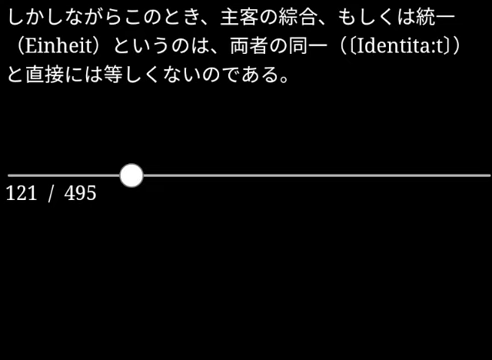 しかしながらこのとき、主客の綜合、もしくは統一
（Einheit）というのは、両者の同一（〔Identita:t〕）
と直接には等しくないのである。
121 / 495